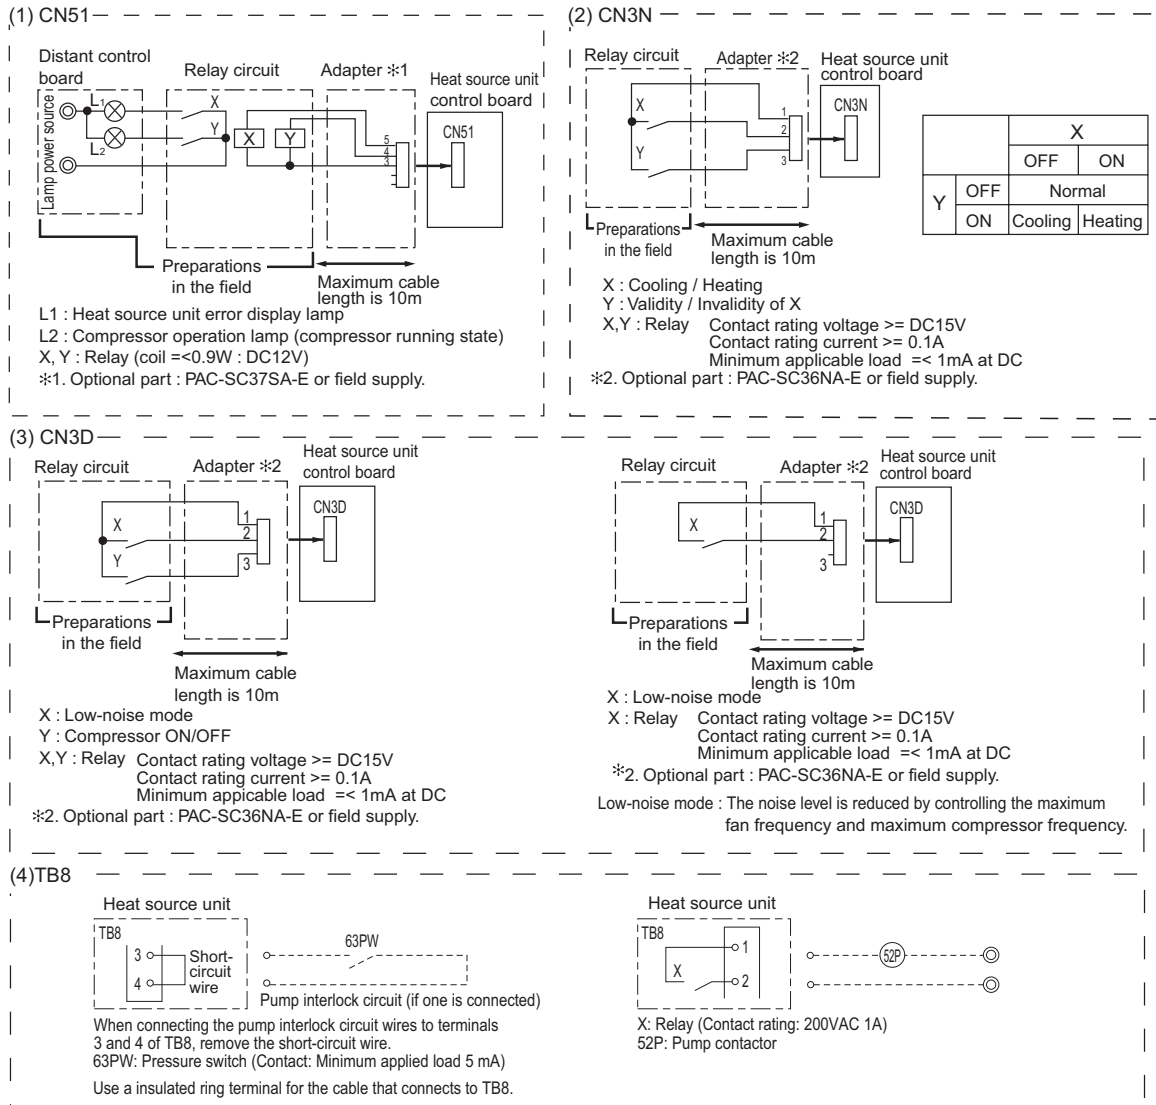 (1) CN51
Distant control
board
Relay circuit
Adapter *1
Heat source unit
control board
Lamp power source
L1
L2
X
Y
X
Y
5
4
3
CN51
Preparations
in the field
Maximum cable
length is 10m
L1 : Heat source unit error display lamp
L2 : Compressor operation lamp (compressor running state)
X, Y : Relay (coil =<0.9W : DC12V)
*1. Optional part : PAC-SC37SA-E or field supply.
(2) CN3N
Relay circuit
Adapter *2
Heat source unit
control board
X
Y
1
2
3
CN3N
Preparations
in the field
Maximum cable
length is 10m
X
OFF ON
Y OFF Normal
ON Cooling Heating
X : Cooling / Heating
Y : Validity / Invalidity of X
X,Y : Relay Contact rating voltage >= DC15V
Contact rating current >= 0.1A
Minimum applicable load =< 1mA at DC
*2. Optional part : PAC-SC36NA-E or field supply.
(3) CN3D
Relay circuit
Adapter *2
Heat source unit
control board
X
Y
1
2
3
CN3D
Preparations
in the field
Maximum cable
length is 10m
X : Low-noise mode
Y : Compressor ON/OFF
X,Y : Relay Contact rating voltage >= DC15V
Contact rating current >= 0.1A
Minimum appicable load =< 1mA at DC
*2. Optional part : PAC-SC36NA-E or field supply.
Relay circuit
Adapter *2
Heat source unit
control board
X
1
2
3
CN3D
Preparations
in the field
Maximum cable
length is 10m
X : Low-noise mode
X : Relay Contact rating voltage >= DC15V
Contact rating current >= 0.1A
Minimum applicable load =< 1mA at DC
*2. Optional part : PAC-SC36NA-E or field supply.
Low-noise mode : The noise level is reduced by controlling the maximum
fan frequency and maximum compressor frequency.
(4)TB8
Heat source unit
TB8
3
4
Short-
circuit
wire
63PW
Pump interlock circuit (if one is connected)
When connecting the pump interlock circuit wires to terminals
3 and 4 of TB8, remove the short-circuit wire.
63PW: Pressure switch (Contact: Minimum applied load 5 mA)
Use a insulated ring terminal for the cable that connects to TB8.
Heat source unit
TB8
X
1
2
52P
X: Relay (Contact rating: 200VAC 1A)
52P: Pump contactor